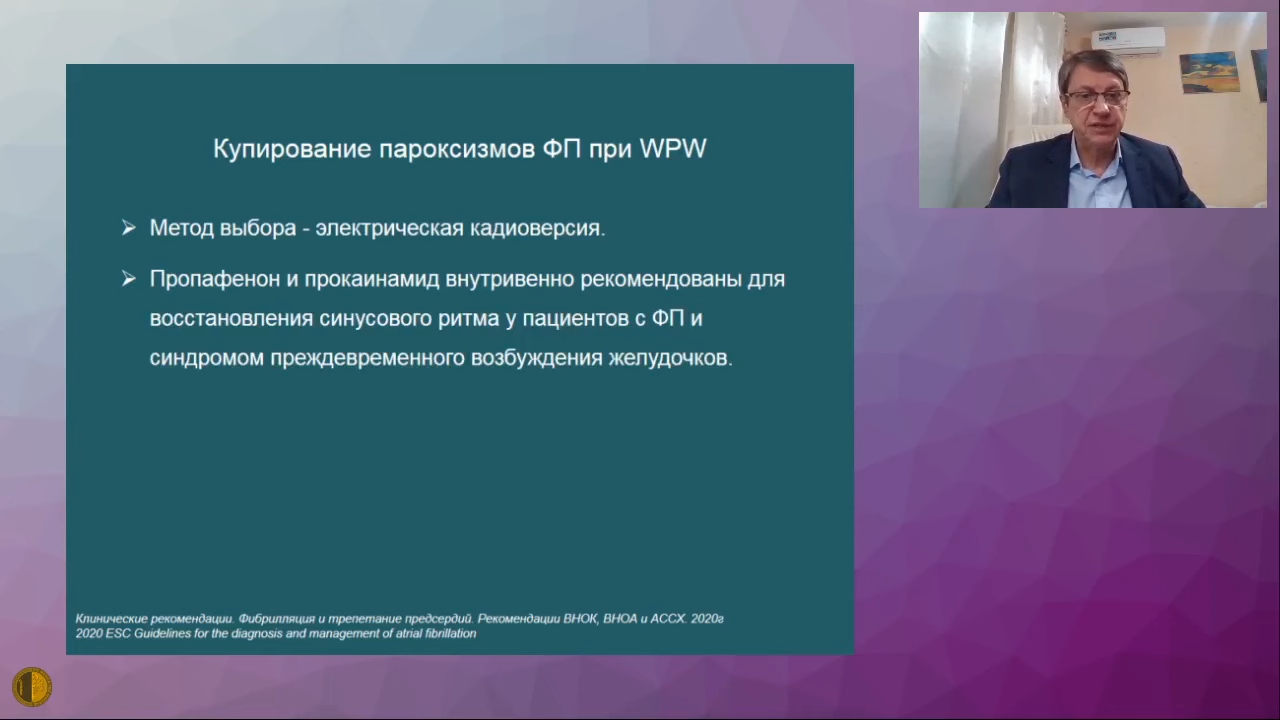 Купирование пароксизмов ФП при WPW
Метод выбора - электрическая кадиоверсия.
Пропафенон и прокаинамид внутривенно рекомендованы для
восстановления синусового ритма у пациентов с ФП и
синдромом преждевременного возбуждения желудочков.
Клинические рекомендации. Фибрилляция и трепетание предсердий. Рекомендации ВНОК, ВНОА и АССХ. 2020г
2020 ESC Guidelines for the diagnosis and management of atrial fibrillation